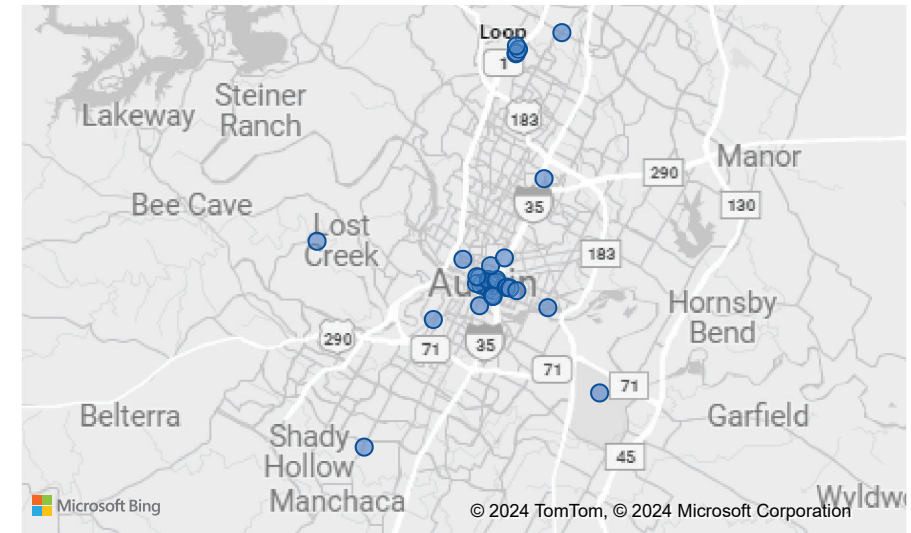 Loop
1
Steiner
Ranch
Lakeway
183
Manor
290
Bee Cave
130
35
Lost
Creek
183
Austin
Hornsby
Bend
290
71
35
71
71
Belterra
Garfield
Shady
Hollow
45
Manchaca
Microsoft Bing
© 2024 TomTom, © 2024 Microsoft Corporation